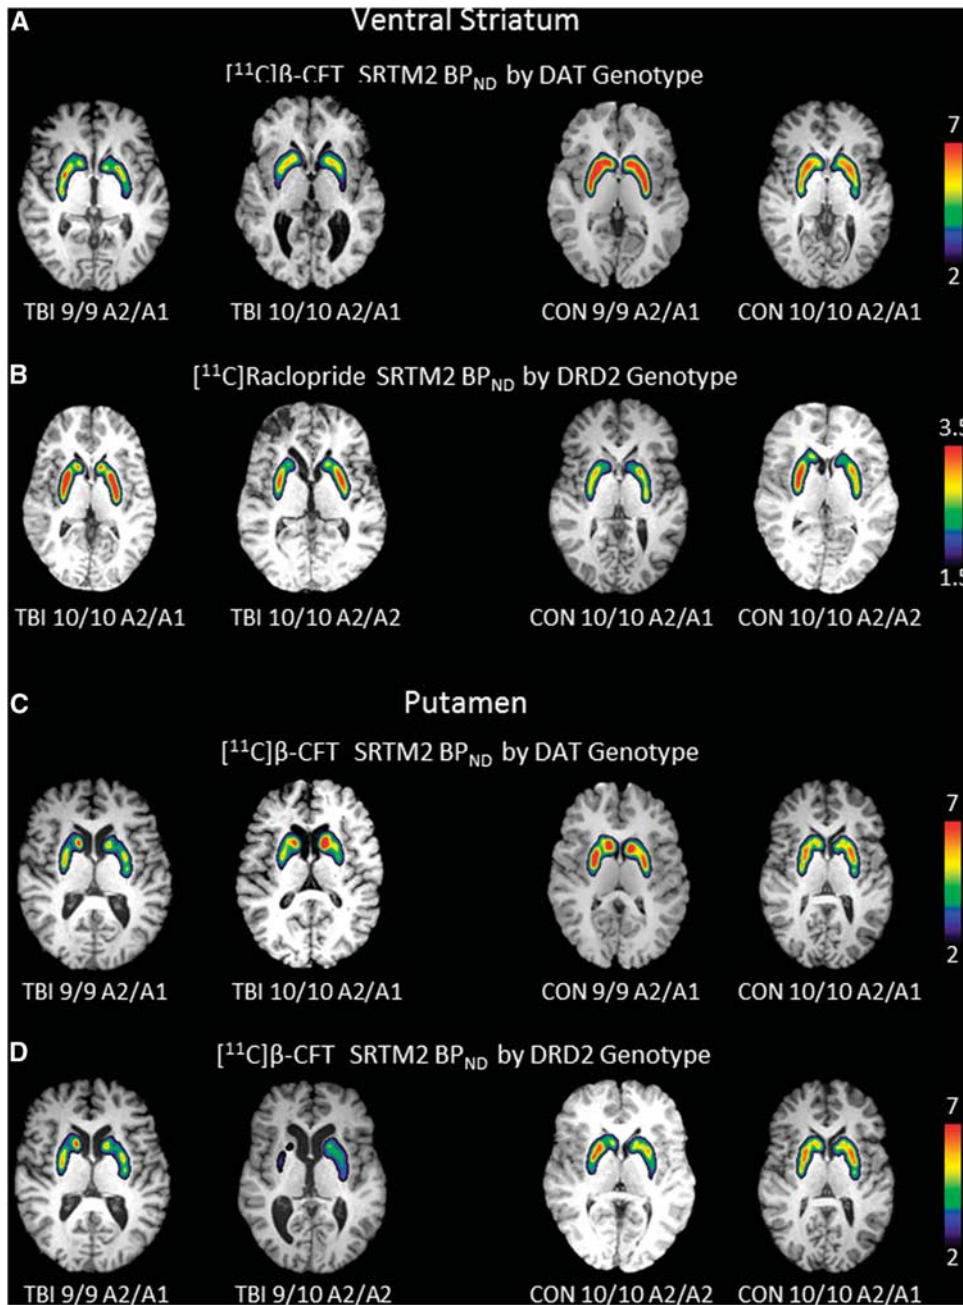 A
Ventral Striatum
[¹¹C]β-CFT SRTM2 BP_ND by DAT Genotype
7
2
TBI 9/9 A2/A1 TBI 10/10 A2/A1 CON 9/9 A2/A1 CON 10/10 A2/A1
B
[¹¹C]Raclopride SRTM2 BP_ND by DRD2 Genotype
3.5
1.5
TBI 10/10 A2/A1 TBI 10/10 A2/A2 CON 10/10 A2/A1 CON 10/10 A2/A2
C
Putamen
[¹¹C]β-CFT SRTM2 BP_ND by DAT Genotype
7
2
TBI 9/9 A2/A1 TBI 10/10 A2/A1 CON 9/9 A2/A1 CON 10/10 A2/A1
D
[¹¹C]β-CFT SRTM2 BP_ND by DRD2 Genotype
7
2
TBI 9/9 A2/A1 TBI 9/10 A2/A2 CON 10/10 A2/A2 CON 10/10 A2/A1